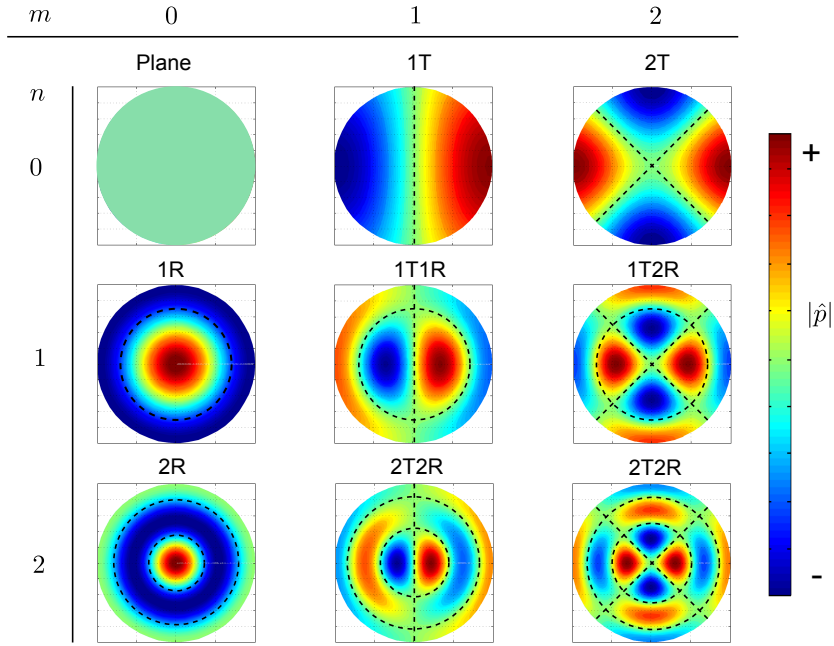 m 0 1 2
Plane 1T 2T
n
0
+
1R 1T1R 1T2R
|p̂|
1
2R 2T2R 2T2R
2
-